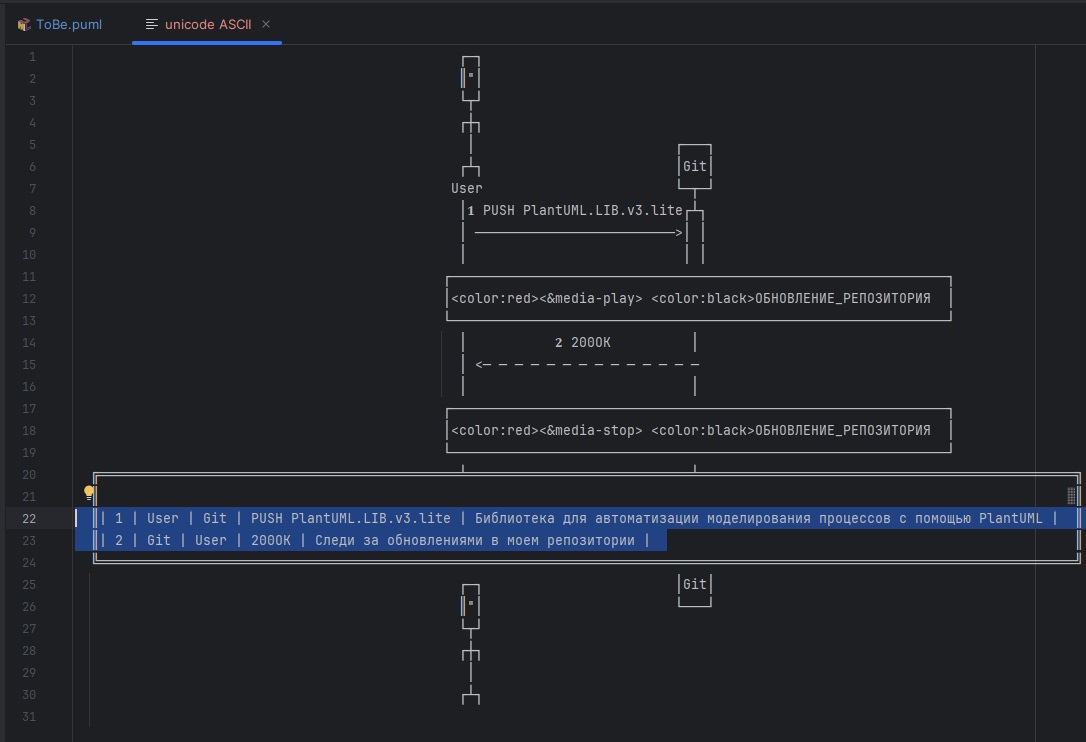 ToBe.puml
unicode ASCII
1
2
3
4
5
6 Git
7 User
8 1 PUSH PlantUML.LIB.v3.lite
9 >
10
11
12 <color:red><&media-play> <color:black>ОБНОВЛЕНИЕ_РЕПОЗИТОРИЯ
13
14 2 200OK
15 <
16
17
18 <color:red><&media-stop> <color:black>ОБНОВЛЕНИЕ_РЕПОЗИТОРИЯ
19
20
21
22 | 1 | User | Git | PUSH PlantUML.LIB.v3.lite | Библиотека для автоматизации моделирования процессов с помощью PlantUML |
23 | 2 | Git | User | 200OK | Следи за обновлениями в моем репозитории |
24
25 Git
26
27
28
29
30
31